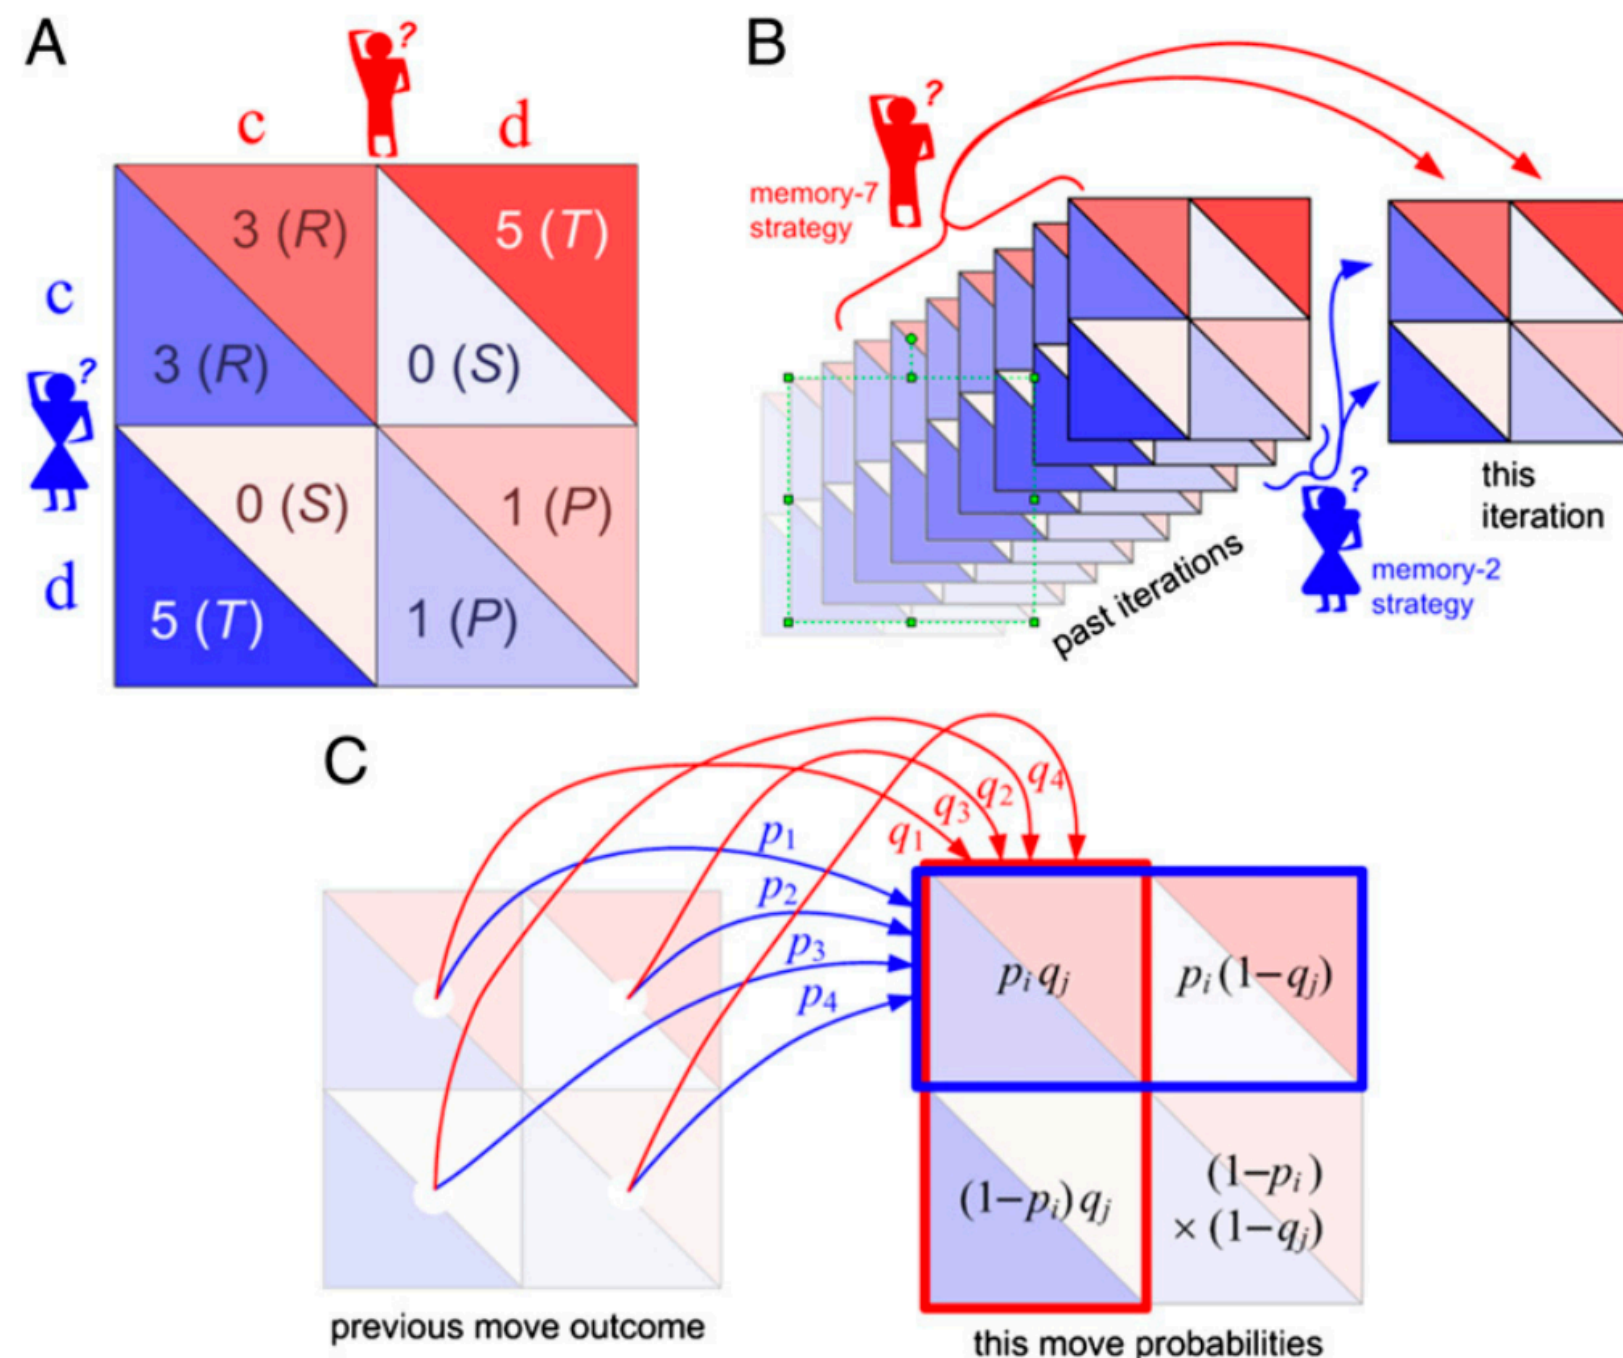 A
?
c
d
3 (R)
5 (T)
c
3 (R)
0 (S)
?
0 (S)
1 (P)
d
5 (T)
1 (P)
B
?
memory-7
strategy
this
iteration
?
memory-2
strategy
past iterations
C
q4
q2
q3
q1
p1
p2
p3
p4
pi qj
pi (1−qj)
(1−pi) qj
(1−pi)
× (1−qj)
previous move outcome
this move probabilities